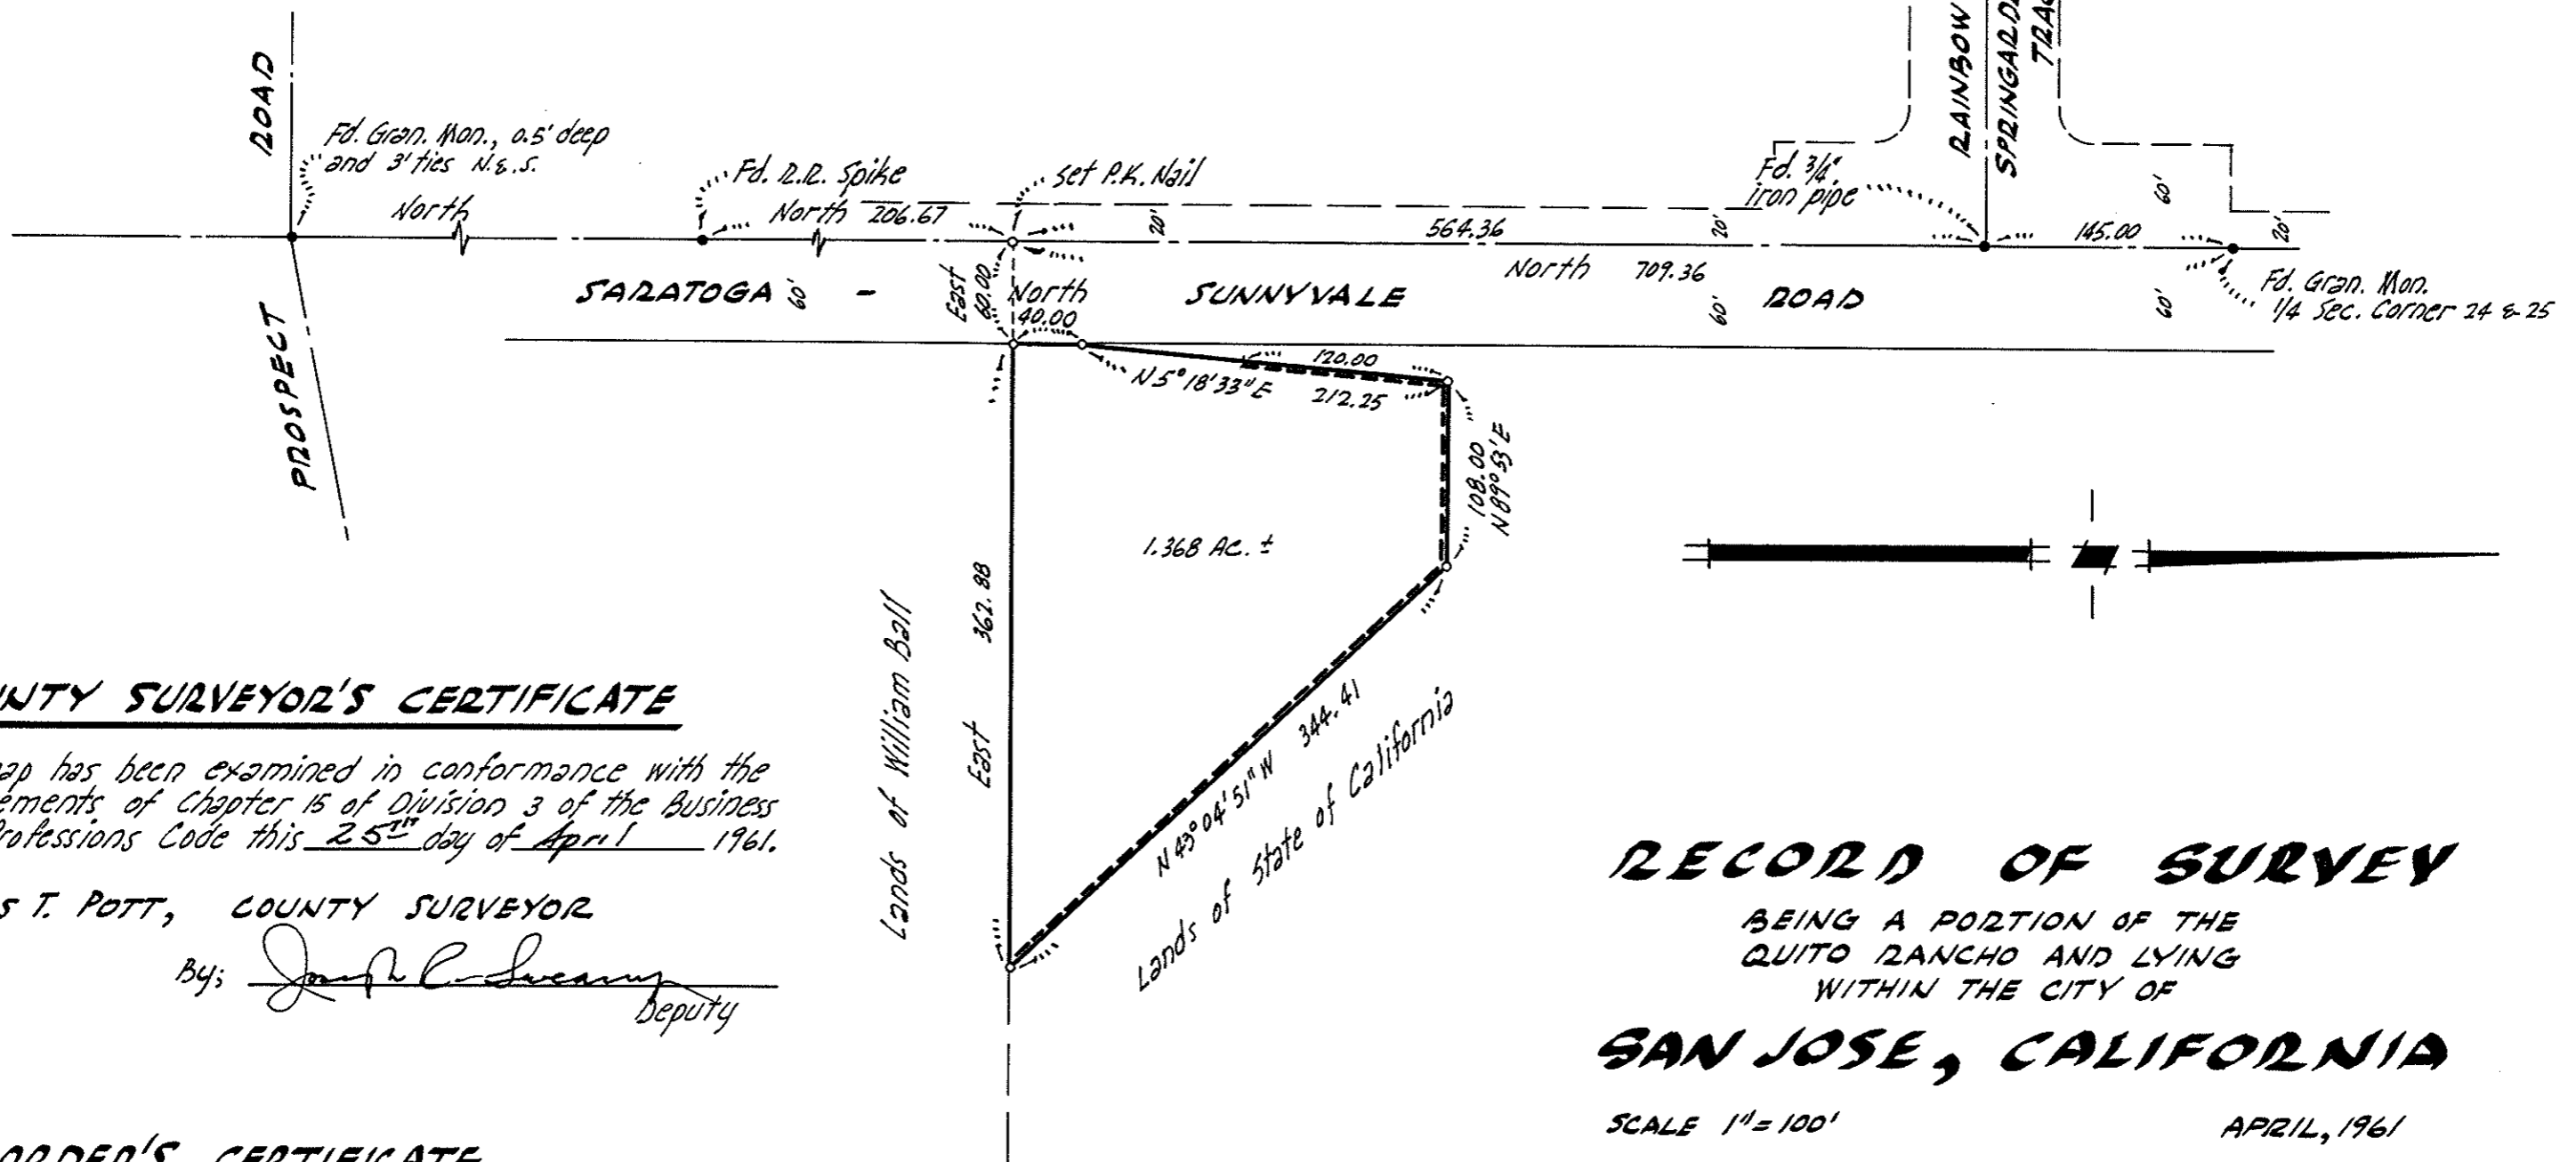 ROAD
PROSPECT
Fd. Gran. Mon., 0.5' deep
and 3' ties N.&.S.
North
Fd. R.R. Spike
North 206.67
set P.K. Nail
20'
564.36
20'
Fd. 3/4"
iron pipe
RAINBOW
60'
145.00
20'
North 709.36
SARATOGA 60' - SUNNYVALE ROAD
60'
60'
Fd. Gran. Mon.
1/4 Sec. Corner 24 & 25
East
60.00
North
40.00
120.00
N 5° 18' 33" E 212.25
108.00
N 89° 53' E
1.368 AC. ±
East 362.88
Lands of William Ball
N 43° 04' 51" W 344.41
Lands of State of California
NTY SURVEYOR'S CERTIFICATE
ap has been examined in conformance with the
ements of Chapter 15 of Division 3 of the Business
rofessions Code this 25TH day of April 1961.
S T. POTT, COUNTY SURVEYOR
By;
Deputy
RECORD OF SURVEY
BEING A PORTION OF THE
QUITO RANCHO AND LYING
WITHIN THE CITY OF
SAN JOSE, CALIFORNIA
SCALE 1" = 100' APRIL, 1961
ORDER'S CERTIFICATE